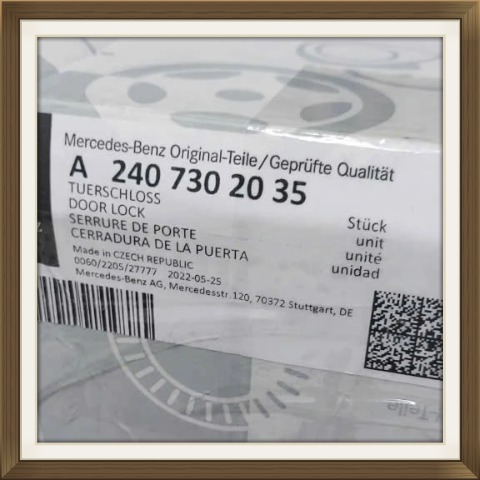 Mercedes-Benz Original-Teile/Geprüfte Qualität
A 240 730 20 35
TUERSCHLOSS
DOOR LOCK
SERRURE DE PORTE
CERRADURA DE LA PUERTA
Stück
unit
unité
unidad
Made in CZECH REPUBLIC
0060/2205/27777 2022-05-25
Mercedes-Benz AG, Mercedesstr.120, 70372 Stuttgart, DE
-Teile